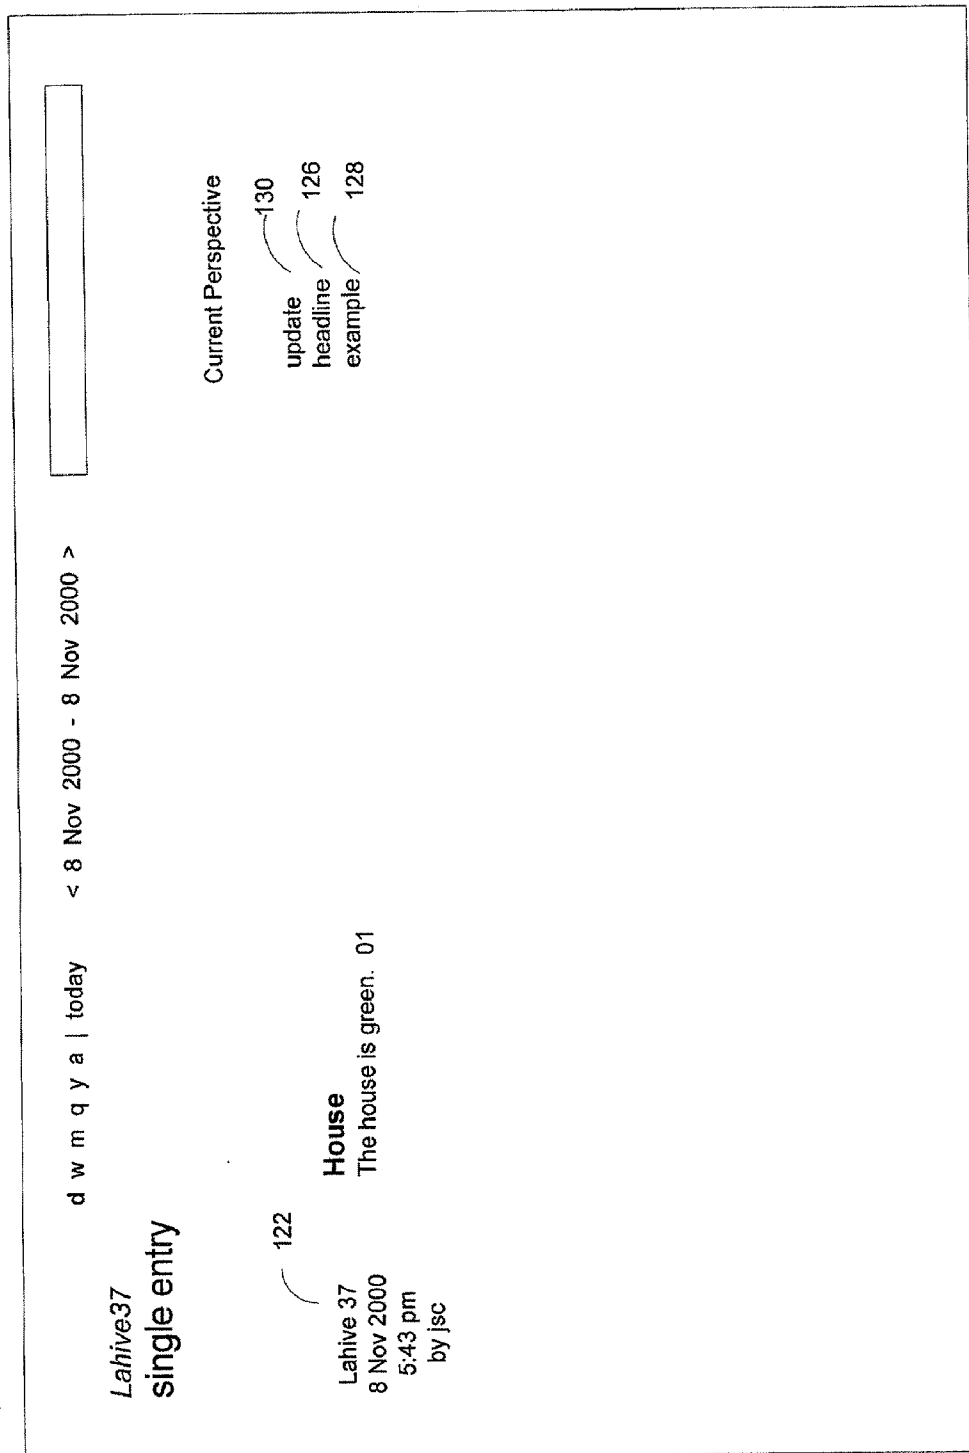 d w m q y a | today < 8 Nov 2000 - 8 Nov 2000 >
Lahive37
single entry
Current Perspective
122
130
update
126
headline
128
example
Lahive 37
8 Nov 2000
5:43 pm
by jsc
House
The house is green. 01